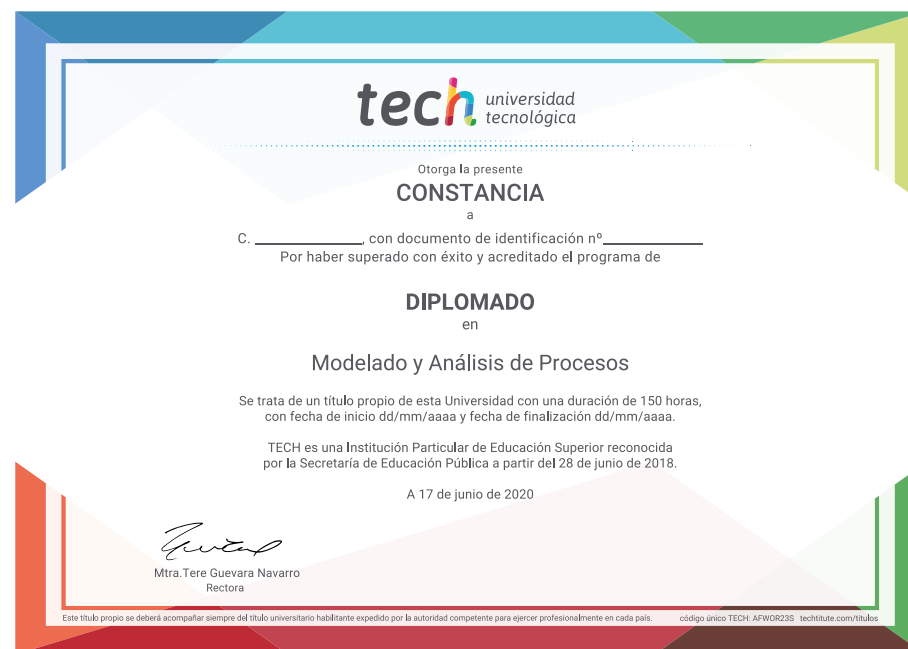 tech universidad
tecnológica
Otorga la presente
CONSTANCIA
a
C. ____________, con documento de identificación nº____________
Por haber superado con éxito y acreditado el programa de
DIPLOMADO
en
Modelado y Análisis de Procesos
Se trata de un título propio de esta Universidad con una duración de 150 horas,
con fecha de inicio dd/mm/aaaa y fecha de finalización dd/mm/aaaa.
TECH es una Institución Particular de Educación Superior reconocida
por la Secretaría de Educación Pública a partir del 28 de junio de 2018.
A 17 de junio de 2020
Mtra.Tere Guevara Navarro
Rectora
Este título propio se deberá acompañar siempre del título universitario habilitante expedido por la autoridad competente para ejercer profesionalmente en cada país. código único TECH: AFWOR23S techtitute.com/titulos